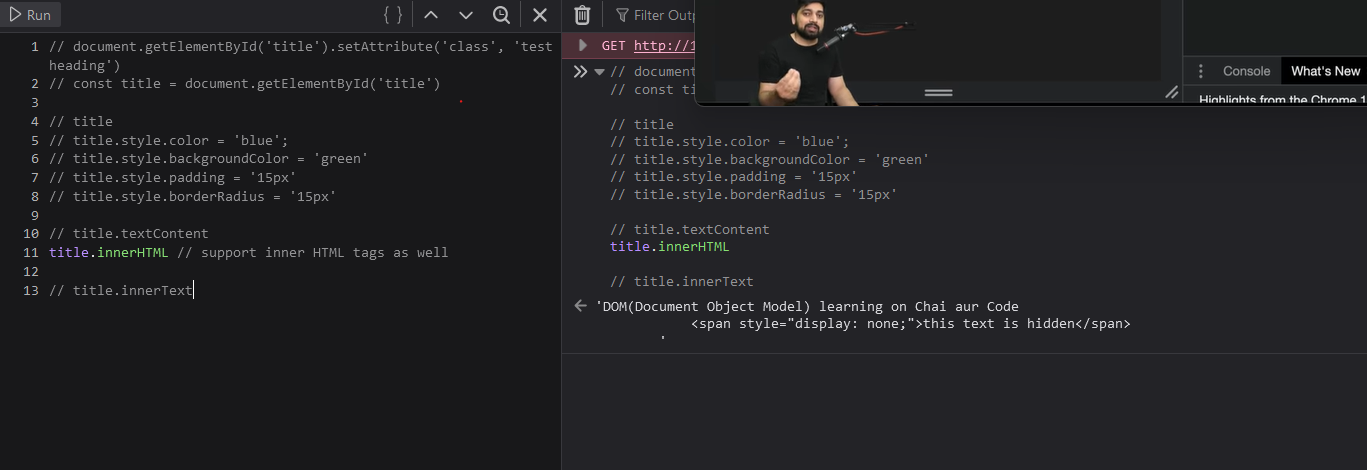 Run
{ }
Filter
1 // document.getElementById('title').setAttribute('class', 'test
heading')
2 // const title = document.getElementById('title')
3
4 // title
5 // title.style.color = 'blue';
6 // title.style.backgroundColor = 'green'
7 // title.style.padding = '15px'
8 // title.style.borderRadius = '15px'
9
10 // title.textContent
11 title.innerHTML // support inner HTML tags as well
12
13 // title.innerText
GET http://1
// document
// const ti
// title
// title.style.color = 'blue';
// title.style.backgroundColor = 'green'
// title.style.padding = '15px'
// title.style.borderRadius = '15px'
// title.textContent
title.innerHTML
// title.innerText
'DOM(Document Object Model) learning on Chai aur Code
<span style="display: none;">this text is hidden</span>
'
Console What's New
Highlights from the Chrome 1